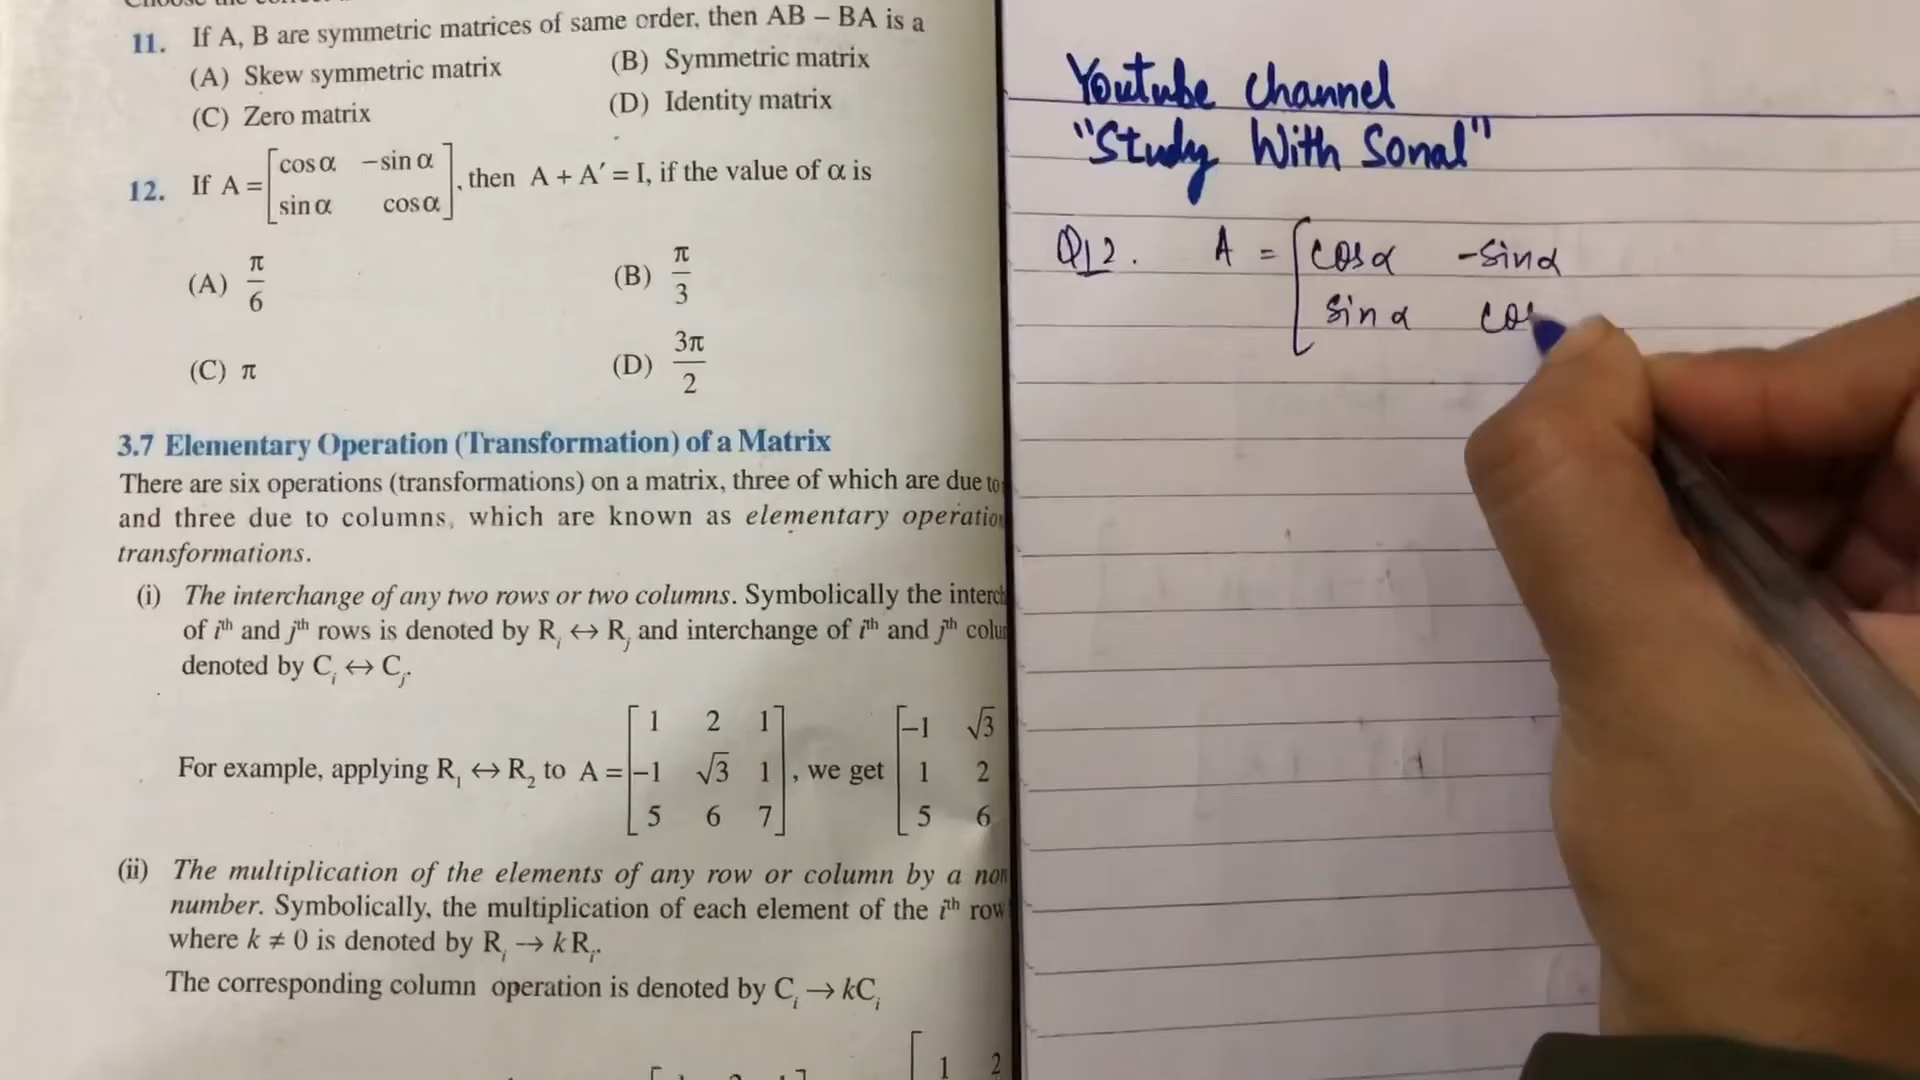 11. If A, B are symmetric matrices of same order, then AB – BA is a
(A) Skew symmetric matrix (B) Symmetric matrix
(C) Zero matrix (D) Identity matrix
12. If A = [cos α –sin α; sin α cos α], then A + A′ = I, if the value of α is
(A) π/6 (B) π/3
(C) π (D) 3π/2
3.7 Elementary Operation (Transformation) of a Matrix
There are six operations (transformations) on a matrix, three of which are due to
and three due to columns, which are known as elementary
transformations.
(i) The interchange of any two rows or two columns. Symbolically the
of iᵗʰ and jᵗʰ rows is denoted by Rᵢ ↔ Rⱼ and interchange of iᵗʰ and jᵗʰ
denoted by Cᵢ ↔ Cⱼ.
For example, applying R₁ ↔ R₂ to A = [1 2 1; –1 √3 1; 5 6 7], we get [–1 √3; 1 2; 5 6
(ii) The multiplication of the elements of any row or column by a
number. Symbolically, the multiplication of each element of the iᵗʰ row
where k ≠ 0 is denoted by Rᵢ → k Rᵢ.
The corresponding column operation is denoted by Cᵢ → kCᵢ
1 2
Youtube channel
"Study With Sonal"
Q12. A = [cosα -sinα
sinα cos